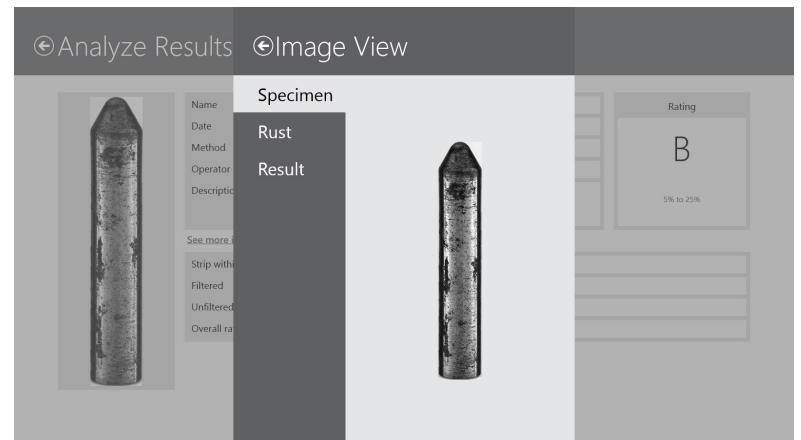 Analyze Results
Image View
Specimen
Rust
Result
Name
Date
Method
Operator
Descriptic
See more i
Strip withi
Filtered
Unfiltered
Overall ra
Rating
B
5% to 25%